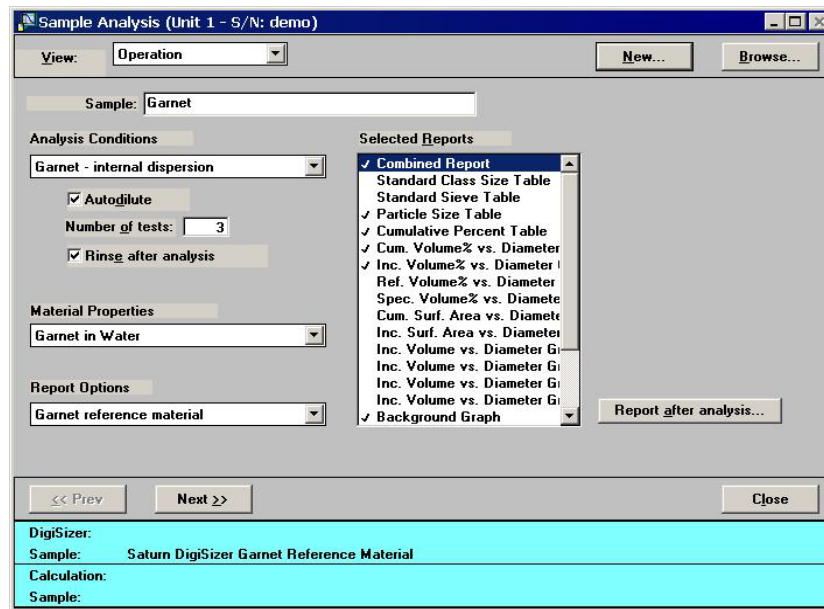 Sample Analysis (Unit 1 - S/N: demo)
View: Operation New... Browse...
Sample: Garnet
Analysis Conditions
Garnet - internal dispersion
Autodilute
Number of tests: 3
Rinse after analysis
Material Properties
Garnet in Water
Report Options
Garnet reference material
Selected Reports
Combined Report
Standard Class Size Table
Standard Sieve Table
Particle Size Table
Cumulative Percent Table
Cum. Volume% vs. Diameter
Inc. Volume% vs. Diameter
Ref. Volume% vs. Diameter
Spec. Volume% vs. Diamete
Cum. Surf. Area vs. Diamete
Inc. Surf. Area vs. Diameter
Inc. Volume vs. Diameter G
Inc. Volume vs. Diameter G
Inc. Volume vs. Diameter G
Inc. Volume vs. Diameter G
Background Graph
Report after analysis...
<< Prev Next >> Close
DigiSizer:
Sample: Saturn DigiSizer Garnet Reference Material
Calculation:
Sample: